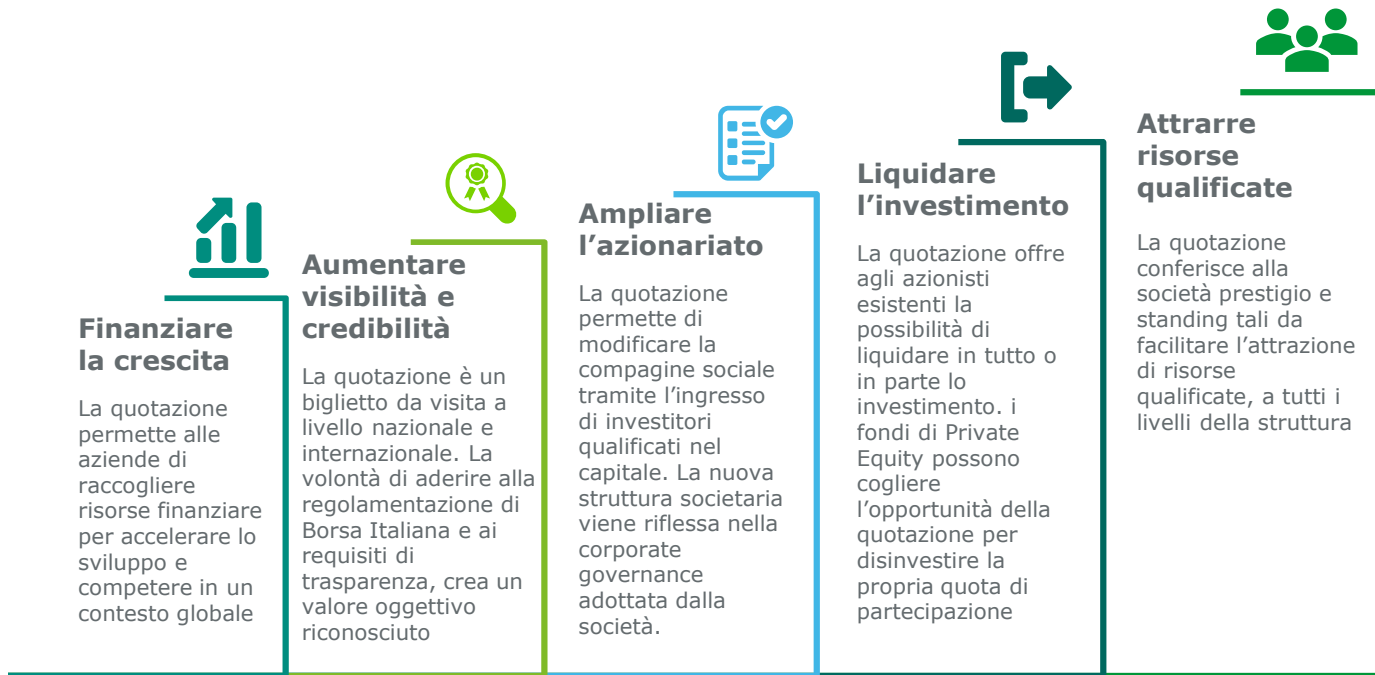 Finanziare
la crescita
La quotazione
permette alle
aziende di
raccogliere
risorse finanziare
per accelerare lo
sviluppo e
competere in un
contesto globale
Aumentare
visibilità e
credibilità
La quotazione è un
biglietto da visita a
livello nazionale e
internazionale. La
volontà di aderire alla
regolamentazione di
Borsa Italiana e ai
requisiti di
trasparenza, crea un
valore oggettivo
riconosciuto
Ampliare
l’azionariato
La quotazione
permette di
modificare la
compagine sociale
tramite l’ingresso
di investitori
qualificati nel
capitale. La nuova
struttura societaria
viene riflessa nella
corporate
governance
adottata dalla
società.
Liquidare
l’investimento
La quotazione offre
agli azionisti
esistenti la
possibilità di
liquidare in tutto o
in parte lo
investimento. i
fondi di Private
Equity possono
cogliere
l’opportunità della
quotazione per
disinvestire la
propria quota di
partecipazione
Attrarre
risorse
qualificate
La quotazione
conferisce alla
società prestigio e
standing tali da
facilitare l’attrazione
di risorse
qualificate, a tutti i
livelli della struttura